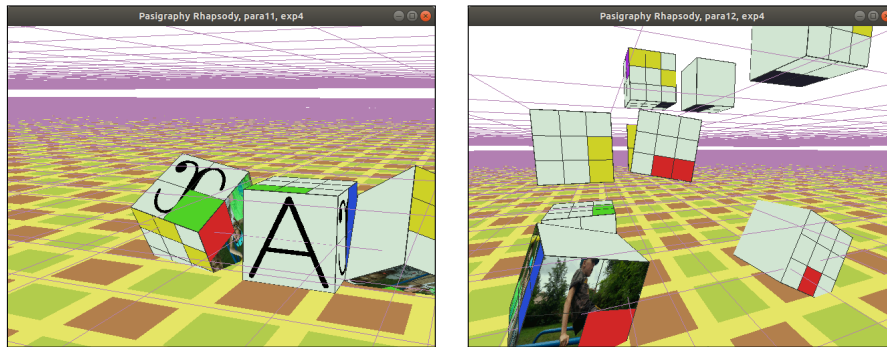 Pasigraphy Rhapsody, para11, exp4
Pasigraphy Rhapsody, para12, exp4
A